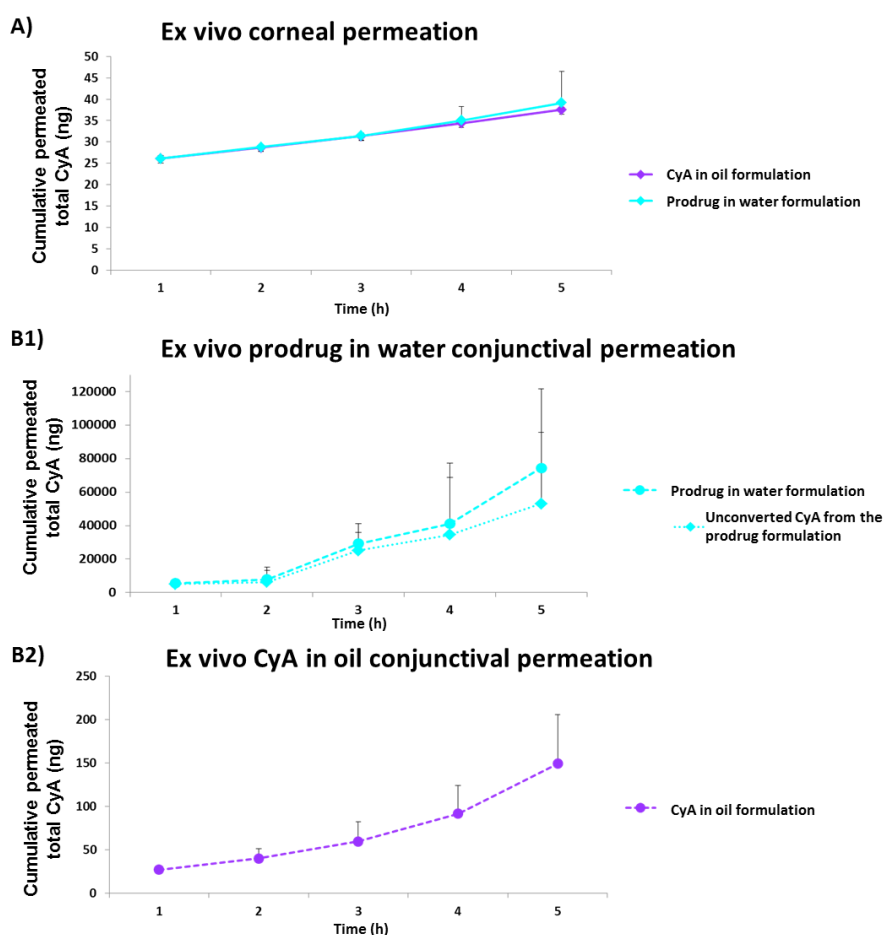 A)
Ex vivo corneal permeation
Cumulative permeated
total CyA (ng)
50
45
40
35
30
25
20
15
10
5
0
1 2 3 4 5
Time (h)
CyA in oil formulation
Prodrug in water formulation
B1)
Ex vivo prodrug in water conjunctival permeation
Cumulative permeated
total CyA (ng)
120000
100000
80000
60000
40000
20000
0
1 2 3 4 5
Time (h)
Prodrug in water formulation
Unconverted CyA from the
prodrug formulation
B2)
Ex vivo CyA in oil conjunctival permeation
Cumulative permeated
total CyA (ng)
250
200
150
100
50
0
1 2 3 4 5
Time (h)
CyA in oil formulation